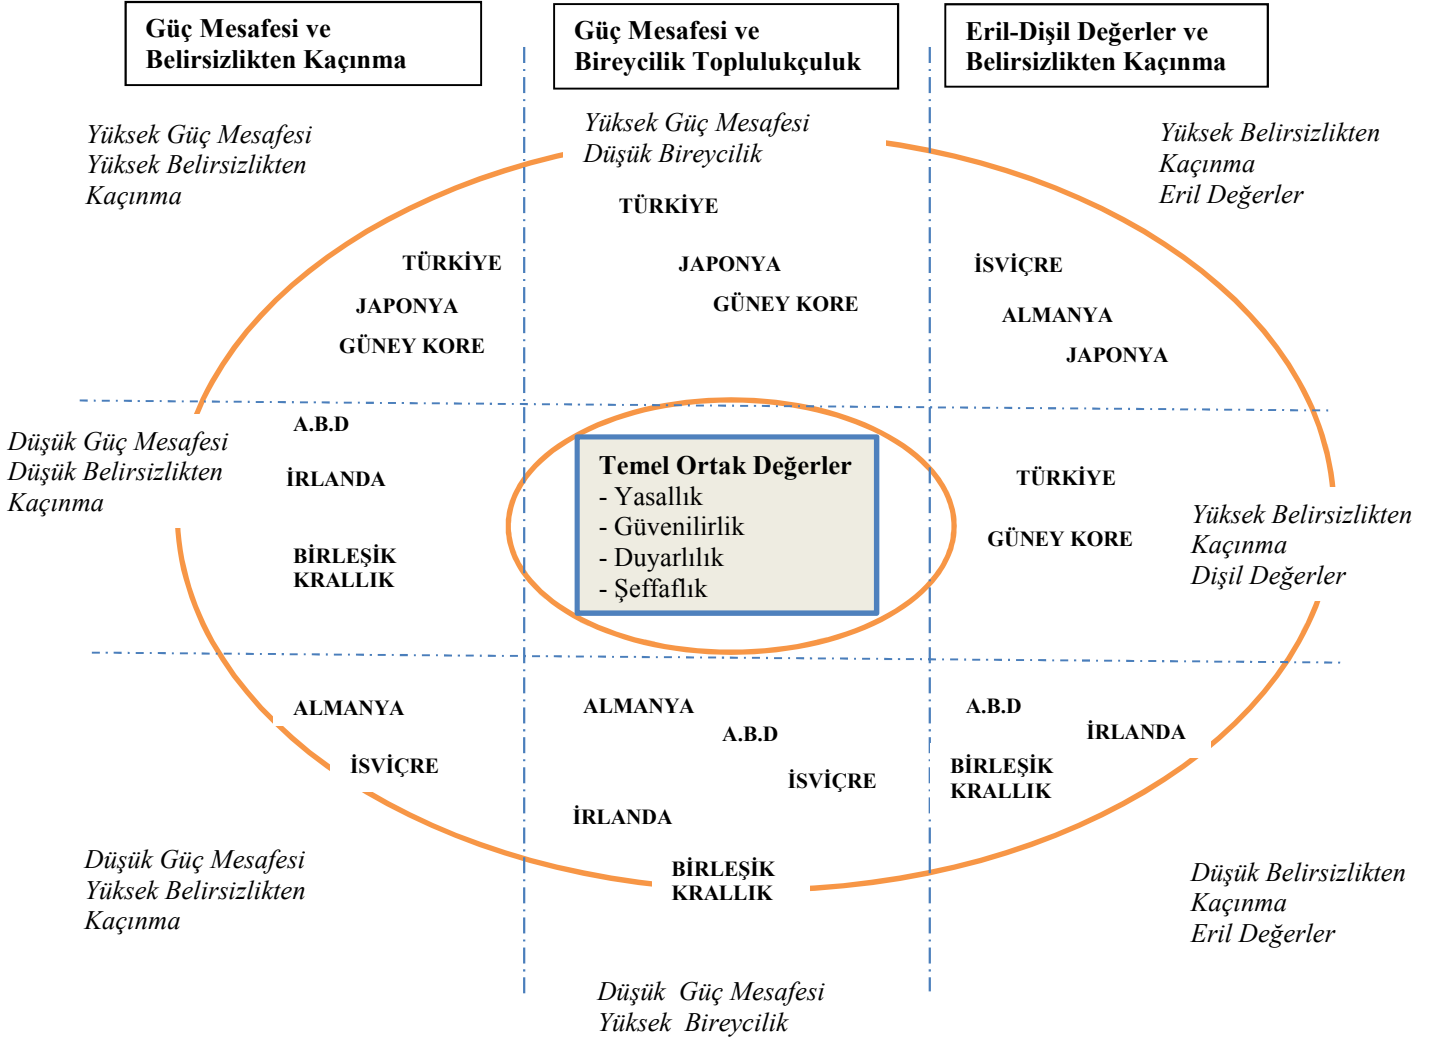 Güç Mesafesi ve
Belirsizlikten Kaçınma
Güç Mesafesi ve
Bireycilik Toplulukçuluk
Eril-Dişil Değerler ve
Belirsizlikten Kaçınma
Yüksek Güç Mesafesi
Yüksek Belirsizlikten
Kaçınma
Yüksek Güç Mesafesi
Düşük Bireycilik
Yüksek Belirsizlikten
Kaçınma
Eril Değerler
TÜRKİYE
JAPONYA
GÜNEY KORE
TÜRKİYE
JAPONYA
GÜNEY KORE
İSVİÇRE
ALMANYA
JAPONYA
Düşük Güç Mesafesi
Düşük Belirsizlikten
Kaçınma
A.B.D
İRLANDA
BİRLEŞİK
KRALLIK
Temel Ortak Değerler
- Yasallık
- Güvenilirlik
- Duyarlılık
- Şeffaflık
TÜRKİYE
GÜNEY KORE
Yüksek Belirsizlikten
Kaçınma
Dişil Değerler
ALMANYA
İSVİÇRE
ALMANYA
A.B.D
İSVİÇRE
İRLANDA
BİRLEŞİK
KRALLIK
A.B.D
İRLANDA
BİRLEŞİK
KRALLIK
Düşük Güç Mesafesi
Yüksek Belirsizlikten
Kaçınma
Düşük Belirsizlikten
Kaçınma
Eril Değerler
Düşük  Güç Mesafesi
Yüksek  Bireycilik